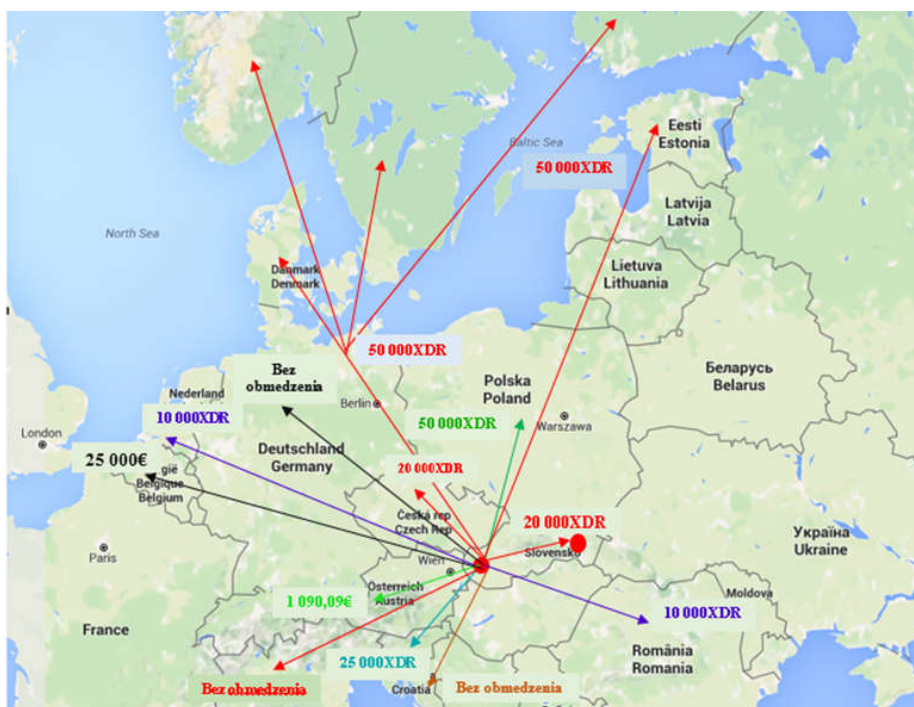 Eesti
Estonia
Baltic Sea
50 000XDR
Latvija
Latvia
North Sea
Danmark
Denmark
Lietuva
Lithuania
50 000XDR
Bez
obmedzenia
Беларусь
Belarus
Polska
Poland
Nederland
Berlin
10 000XDR
50 000XDR
Warszawa
London
Deutschland
Germany
25 000€
gië
Belgique
Belgium
20 000XDR
Česká rep
Czech Rep
20 000XDR
Україна
Ukraine
Paris
Slovensko
Wien
Österreich
Austria
Moldova
1 090,09€
10 000XDR
France
România
Romania
25 000XDR
Bez obmedzenia
Croatia
Bez obmedzenia